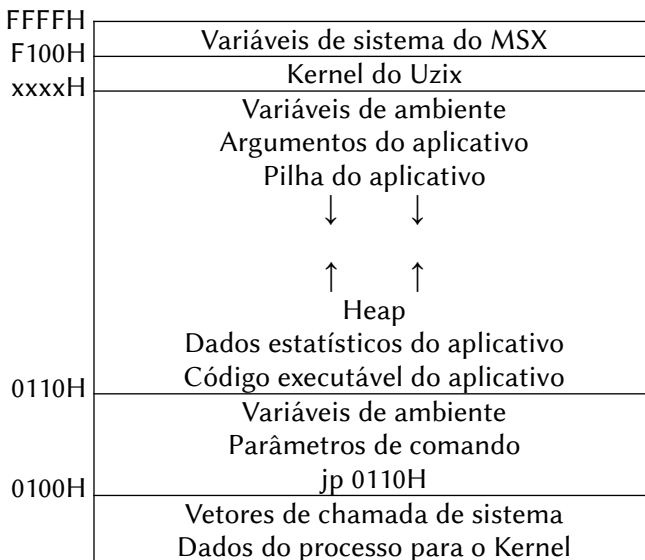 FFFFH
Variáveis de sistema do MSX
F100H
Kernel do Uzix
xxxxH
Variáveis de ambiente
Argumentos do aplicativo
Pilha do aplicativo
↓ ↓
↑ ↑
Heap
Dados estatísticos do aplicativo
Código executável do aplicativo
0110H
Variáveis de ambiente
Parâmetros de comando
jp 0110H
0100H
Vetores de chamada de sistema
Dados do processo para o Kernel